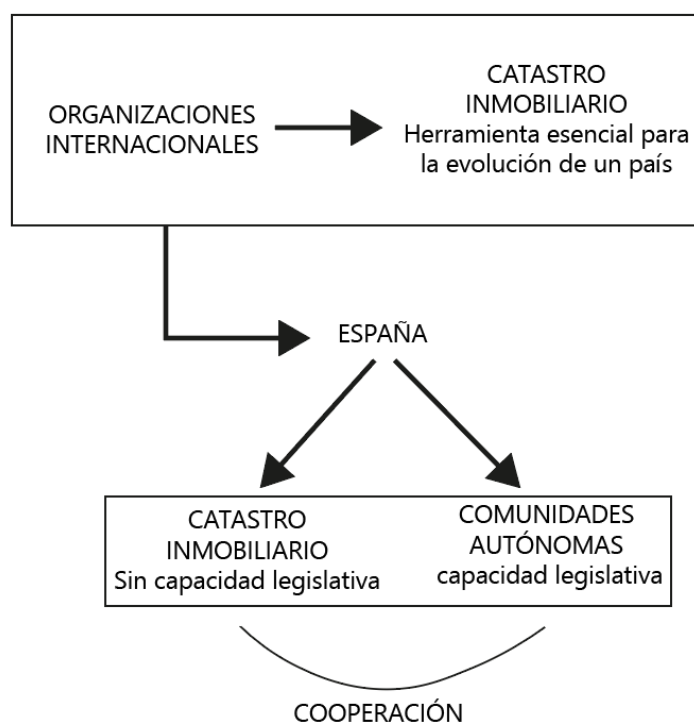 ORGANIZACIONES
INTERNACIONALES
CATASTRO
INMOBILIARIO
Herramienta esencial para
la evolución de un país
ESPAÑA
CATASTRO
INMOBILIARIO
Sin capacidad legislativa
COMUNIDADES
AUTÓNOMAS
capacidad legislativa
COOPERACIÓN